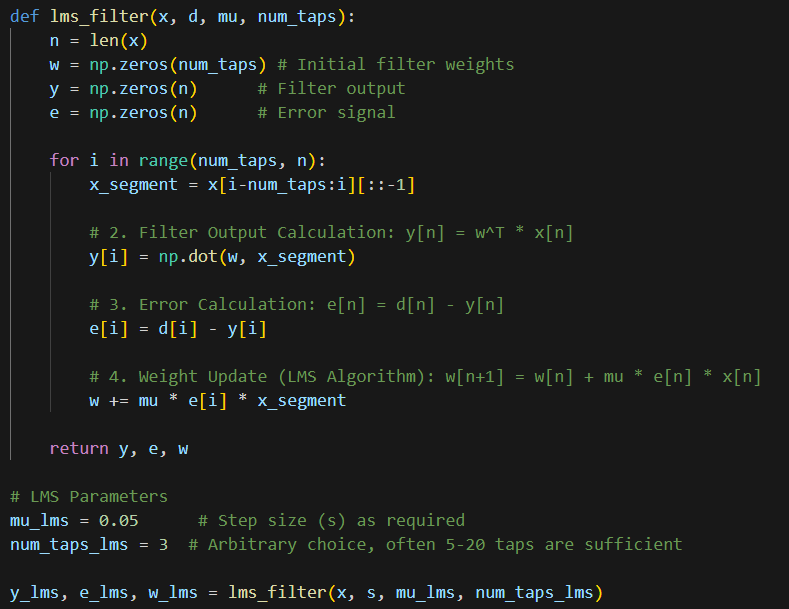 def lms_filter(x, d, mu, num_taps):
    n = len(x)
    w = np.zeros(num_taps) # Initial filter weights
    y = np.zeros(n)      # Filter output
    e = np.zeros(n)      # Error signal

    for i in range(num_taps, n):
        x_segment = x[i-num_taps:i][::-1]

        # 2. Filter Output Calculation: y[n] = w^T * x[n]
        y[i] = np.dot(w, x_segment)

        # 3. Error Calculation: e[n] = d[n] - y[n]
        e[i] = d[i] - y[i]

        # 4. Weight Update (LMS Algorithm): w[n+1] = w[n] + mu * e[n] * x[n]
        w += mu * e[i] * x_segment

    return y, e, w

# LMS Parameters
mu_lms = 0.05      # Step size (s) as required
num_taps_lms = 3  # Arbitrary choice, often 5-20 taps are sufficient

y_lms, e_lms, w_lms = lms_filter(x, s, mu_lms, num_taps_lms)